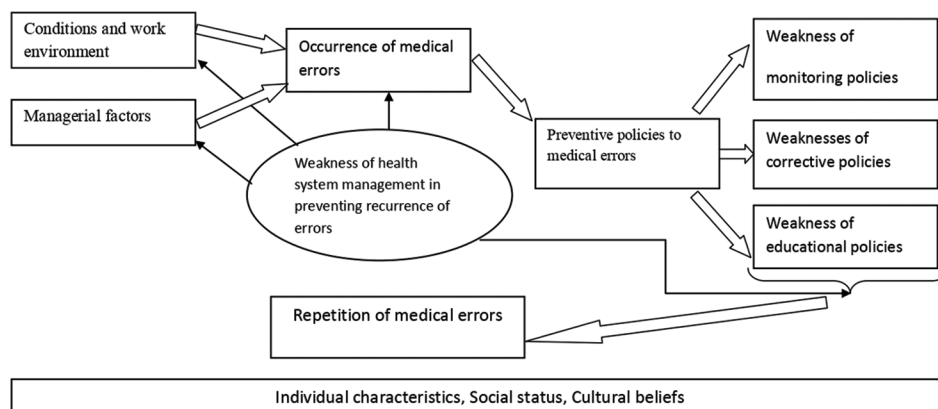 Conditions and work
environment
Managerial factors
Occurrence of medical
errors
Weakness of health
system management in
preventing recurrence of
errors
Preventive policies to
medical errors
Weakness of
monitoring policies
Weaknesses of
corrective policies
Weakness of
educational policies
Repetition of medical errors
Individual characteristics, Social status, Cultural beliefs